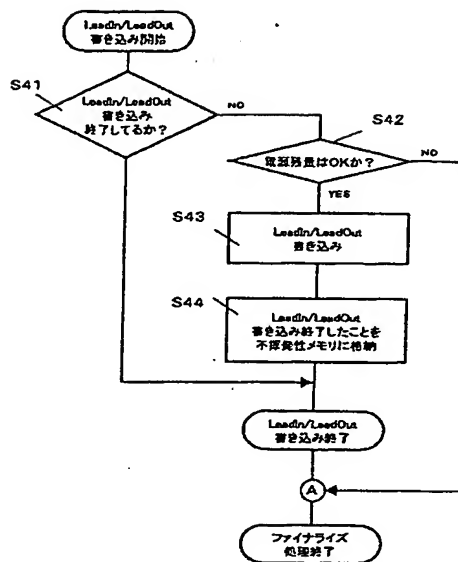 LeadIn/LeadOut
書き込み開始
S41
LeadIn/LeadOut
書き込み
終了してるか?
NO
S42
電源残量はOKか?
NO
YES
S43
LeadIn/LeadOut
書き込み
S44
LeadIn/LeadOut
書き込み終了したことを
不揮発性メモリに格納
LeadIn/LeadOut
書き込み終了
A
ファイナライズ
処理終了